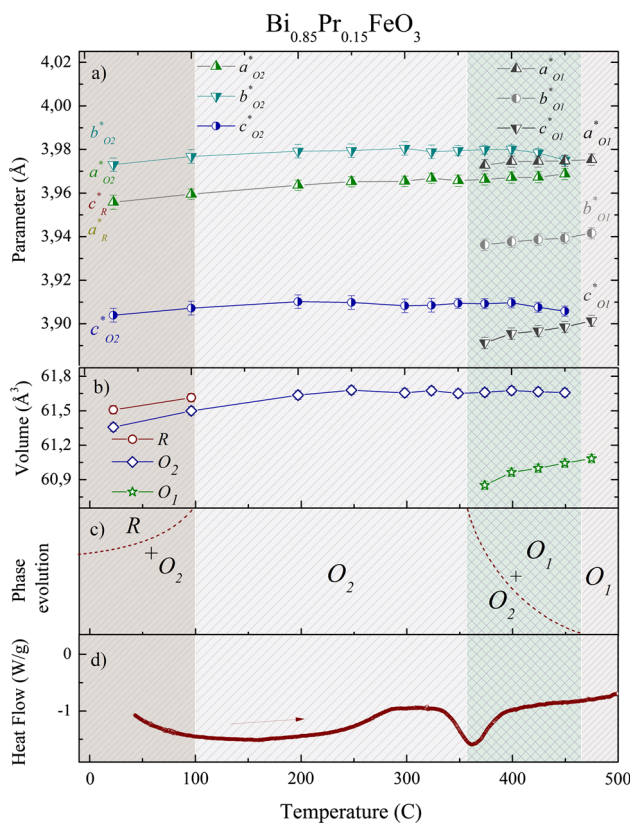 Bi0.85Pr0.15FeO3
4,02
4,00
3,98
3,96
3,93
3,90
Parameter (Å)
a)
a*O2
b*O2
c*O2
a*O1
b*O1
c*O1
b*O2
a*O2
c*R
a*R
c*O2
a*O1
b*O1
c*O1
61,8
61,5
61,2
60,9
Volume (Å3)
b)
R
O2
O1
Phase
evolution
c)
R
+ O2
O2
O1
+
O2
O1
0
-1
Heat Flow (W/g)
d)
0 100 200 300 400 500
Temperature (C)